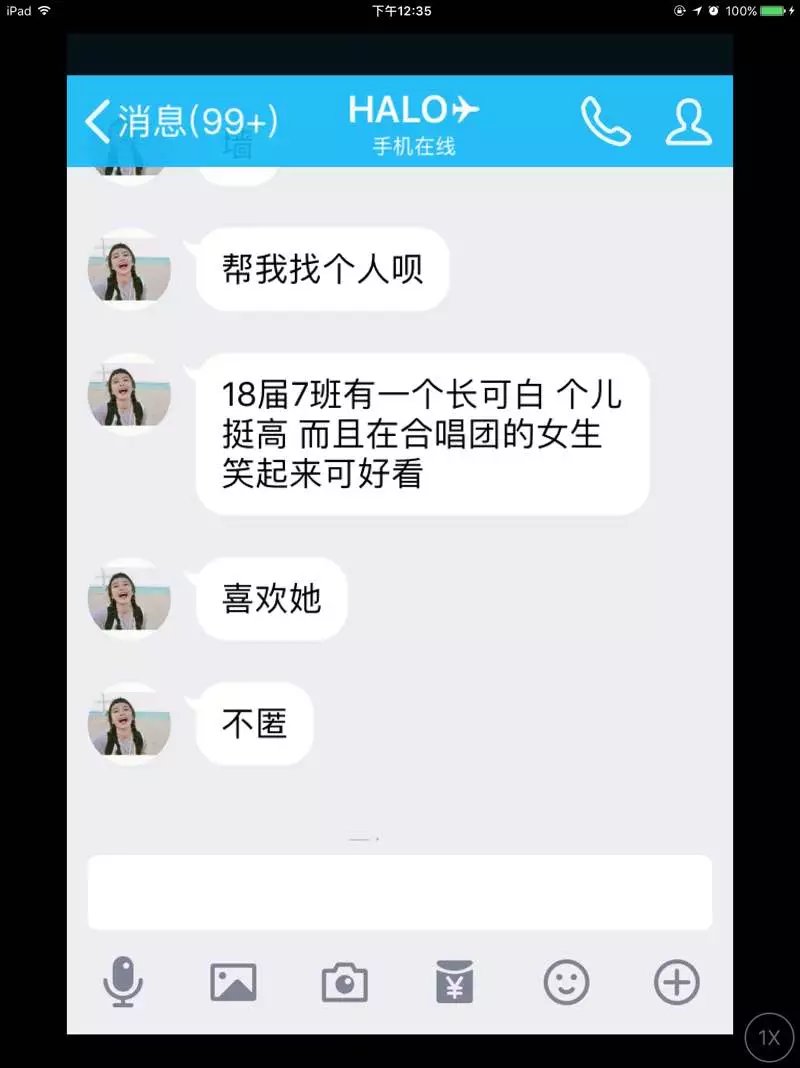 iPad 下午12:35 100%
消息(99+) HALO✈
手机在线
墙
帮我找个人呗
18届7班有一个长可白 个儿
挺高 而且在合唱团的女生
笑起来可好看
喜欢她
不匿
¥
1X